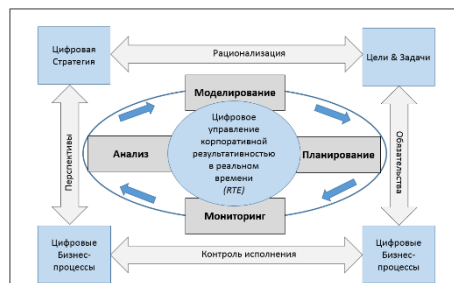 Цифровая
Стратегия
Рационализация
Цели & Задачи
Моделирование
Цифровое
управление
корпоративной
результативностью
в реальном
времени
(RTE)
Анализ
Планирование
Перспективы
Обязательства
Мониторинг
Цифровые
Бизнес-
процессы
Контроль исполнения
Цифровые
Бизнес-
процессы